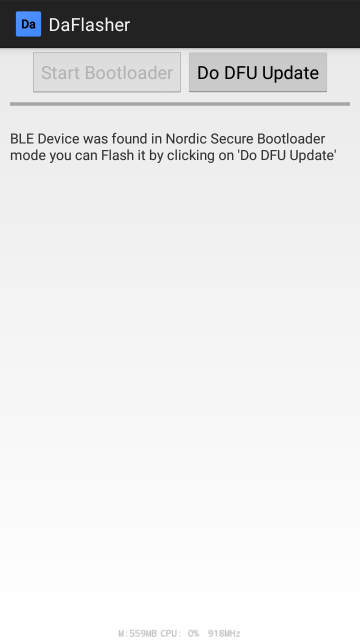 Da DaFlasher
Start Bootloader Do DFU Update
BLE Device was found in Nordic Secure Bootloader
mode you can Flash it by clicking on 'Do DFU Update'
M:559MB CPU: 0% 918MHz